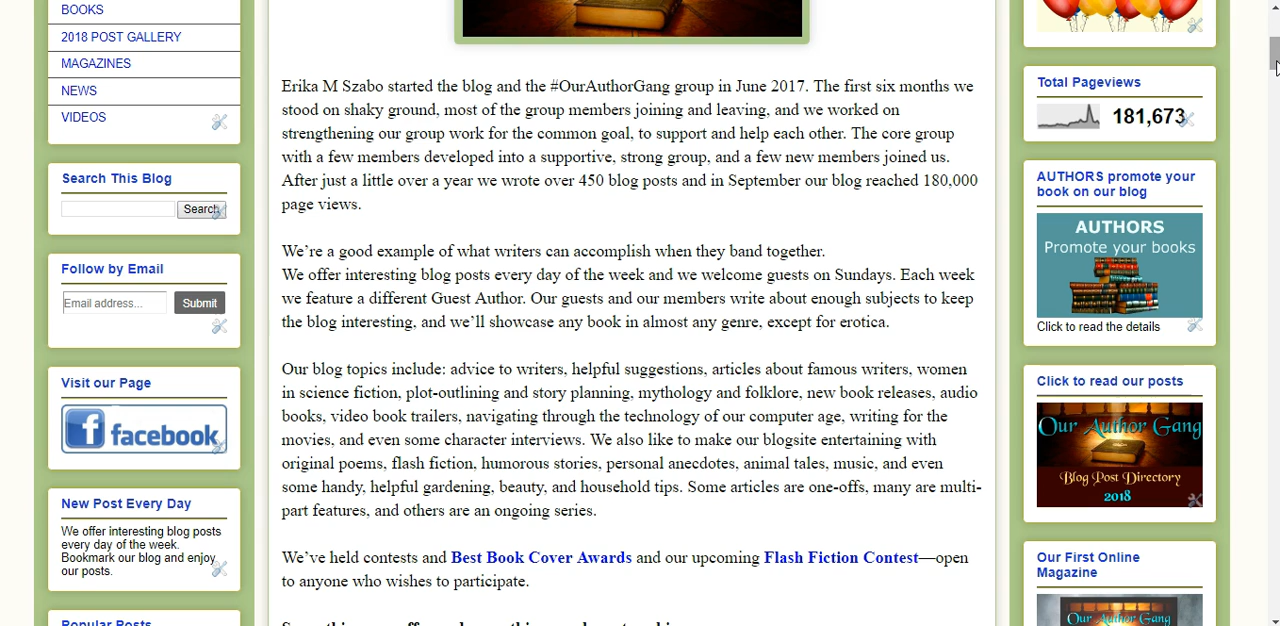 BOOKS
2018 POST GALLERY
MAGAZINES
NEWS
VIDEOS
Search This Blog
Search
Follow by Email
Email address...
Submit
Visit our Page
f facebook
New Post Every Day
We offer interesting blog posts
every day of the week.
Bookmark our blog and enjoy
our posts.
Popular Posts
Erika M Szabo started the blog and the #OurAuthorGang group in June 2017. The first six months we
stood on shaky ground, most of the group members joining and leaving, and we worked on
strengthening our group work for the common goal, to support and help each other. The core group
with a few members developed into a supportive, strong group, and a few new members joined us.
After just a little over a year we wrote over 450 blog posts and in September our blog reached 180,000
page views.
We’re a good example of what writers can accomplish when they band together.
We offer interesting blog posts every day of the week and we welcome guests on Sundays. Each week
we feature a different Guest Author. Our guests and our members write about enough subjects to keep
the blog interesting, and we’ll showcase any book in almost any genre, except for erotica.
Our blog topics include: advice to writers, helpful suggestions, articles about famous writers, women
in science fiction, plot-outlining and story planning, mythology and folklore, new book releases, audio
books, video book trailers, navigating through the technology of our computer age, writing for the
movies, and even some character interviews. We also like to make our blogsite entertaining with
original poems, flash fiction, humorous stories, personal anecdotes, animal tales, music, and even
some handy, helpful gardening, beauty, and household tips. Some articles are one-offs, many are multi-
part features, and others are an ongoing series.
We’ve held contests and Best Book Cover Awards and our upcoming Flash Fiction Contest—open
to anyone who wishes to participate.
Total Pageviews
181,673
AUTHORS promote your
book on our blog
AUTHORS
Promote your books
Click to read the details
Click to read our posts
Our Author Gang
Blog Post Directory
2018
Our First Online
Magazine
Our Author Gang